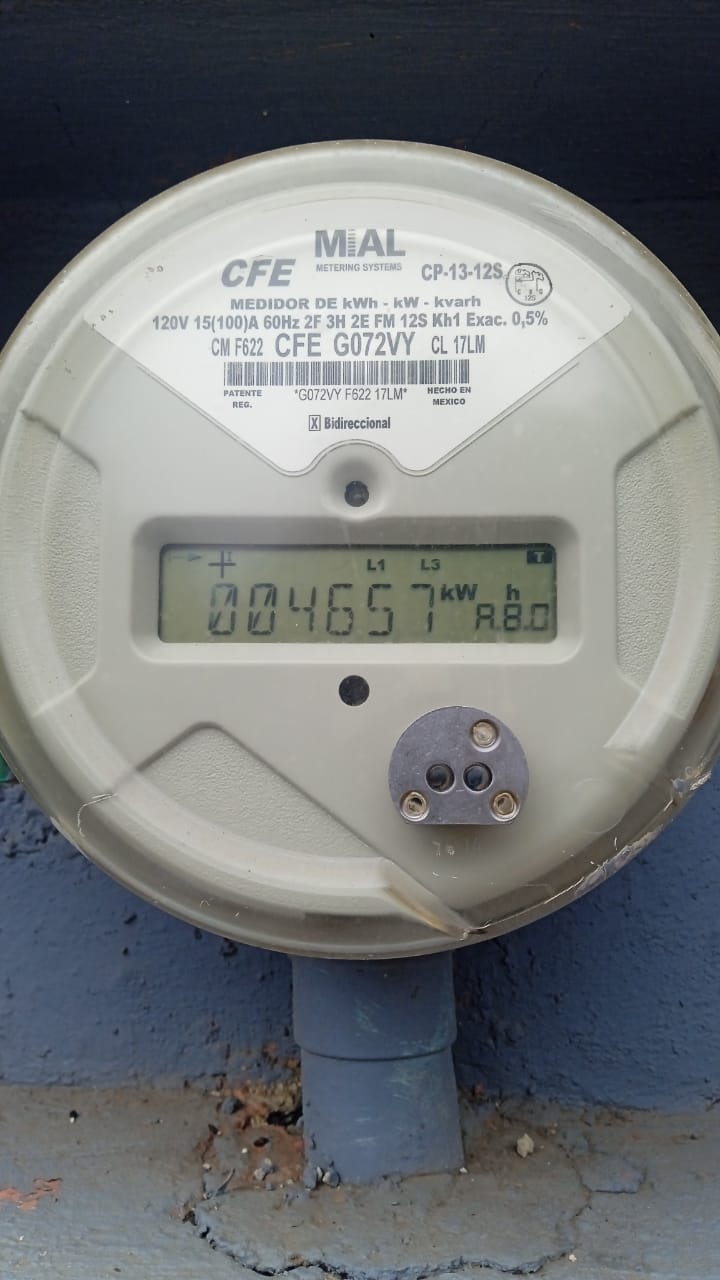 MIAL
METERING SYSTEMS
CFE
CP-13-12S
12S
MEDIDOR DE kWh - kW - kvarh
120V 15(100)A 60Hz 2F 3H 2E FM 12S Kh1 Exac. 0,5%
CM F622 CFE G072VY CL 17LM
PATENTE REG.
*G072VY F622 17LM*
HECHO EN MEXICO
X Bidireccional
L1 L3 T
004657 kW h A.8.0